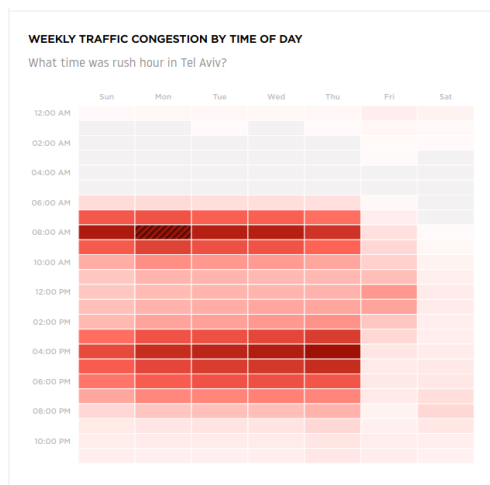 WEEKLY TRAFFIC CONGESTION BY TIME OF DAY
What time was rush hour in Tel Aviv?
Sun Mon Tue Wed Thu Fri Sat
12:00 AM
02:00 AM
04:00 AM
06:00 AM
08:00 AM
10:00 AM
12:00 PM
02:00 PM
04:00 PM
06:00 PM
08:00 PM
10:00 PM